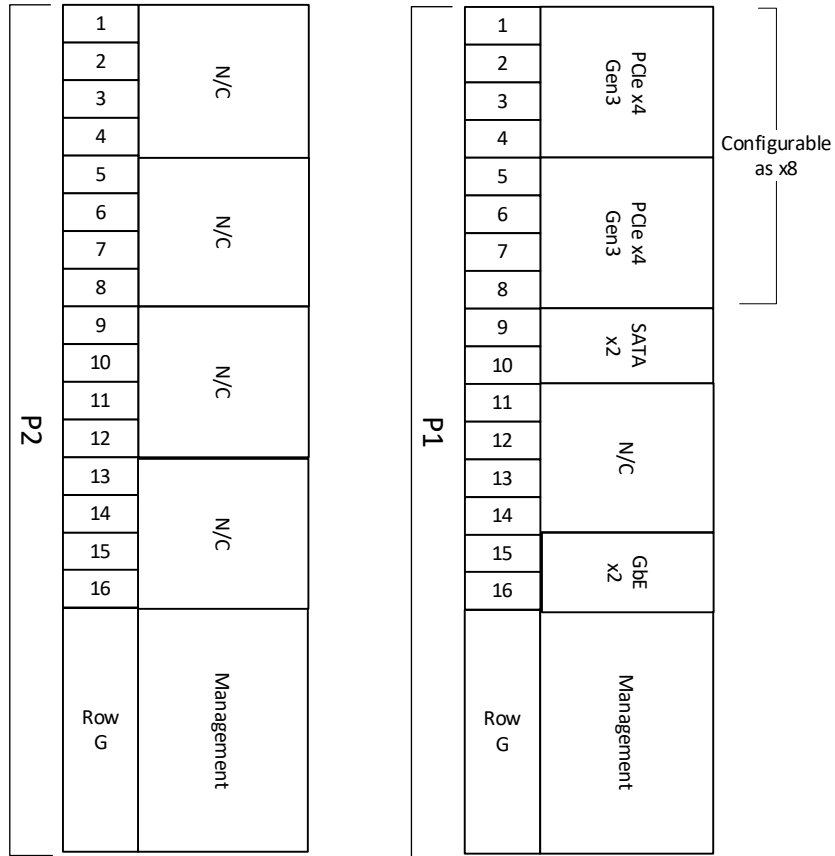 P2
1
2
3
4
5
6
7
8
9
10
11
12
13
14
15
16
Row
G
N/C
N/C
N/C
N/C
Management
P1
1
2
3
4
5
6
7
8
9
10
11
12
13
14
15
16
Row
G
PCIe x4
Gen3
PCIe x4
Gen3
SATA
x2
N/C
GbE
x2
Management
Configurable
as x8